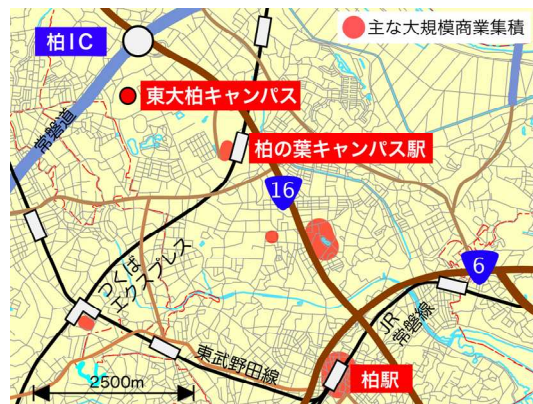 主な大規模商業集積
柏IC
東大柏キャンパス
常磐道
柏の葉キャンパス駅
16
つくば
エクスプレス
6
JR
常磐線
東武野田線
柏駅
2500m